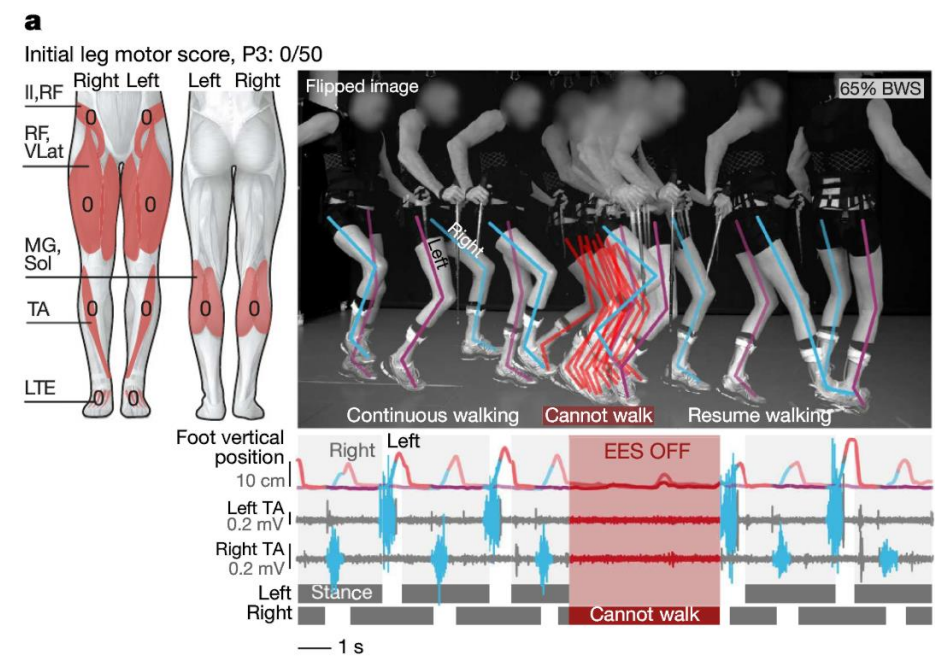 a
Initial leg motor score, P3: 0/50
Right Left Left Right
Il,RF
RF,
VLat
MG,
Sol
TA
LTE
0 0
0 0
0 0 0 0
0 0
Flipped image
65% BWS
Left
Right
Continuous walking Cannot walk Resume walking
Foot vertical
position
10 cm
Right
Left
EES OFF
Left TA
0.2 mV
Right TA
0.2 mV
Left
Stance
Right
Cannot walk
1 s